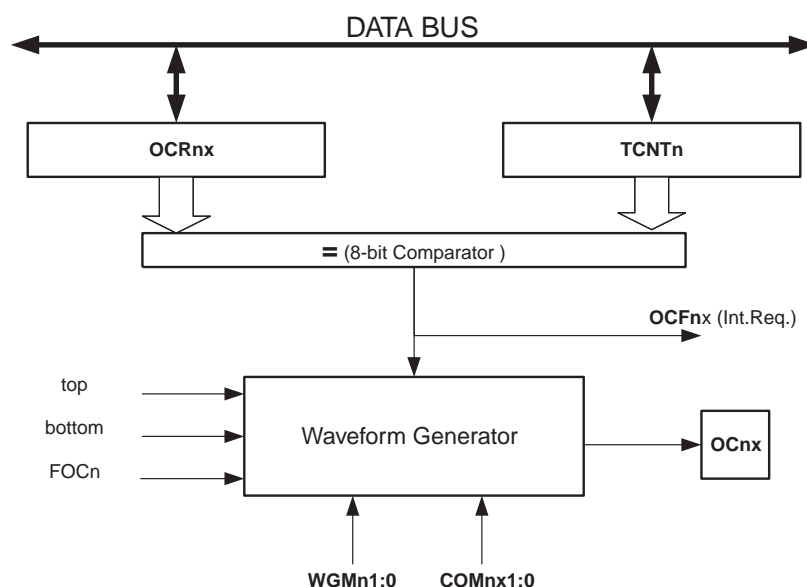 DATA BUS
OCRnx
TCNTn
= (8-bit Comparator )
OCFnx (Int.Req.)
top
bottom
FOCn
Waveform Generator
OCnx
WGMn1:0
COMnx1:0